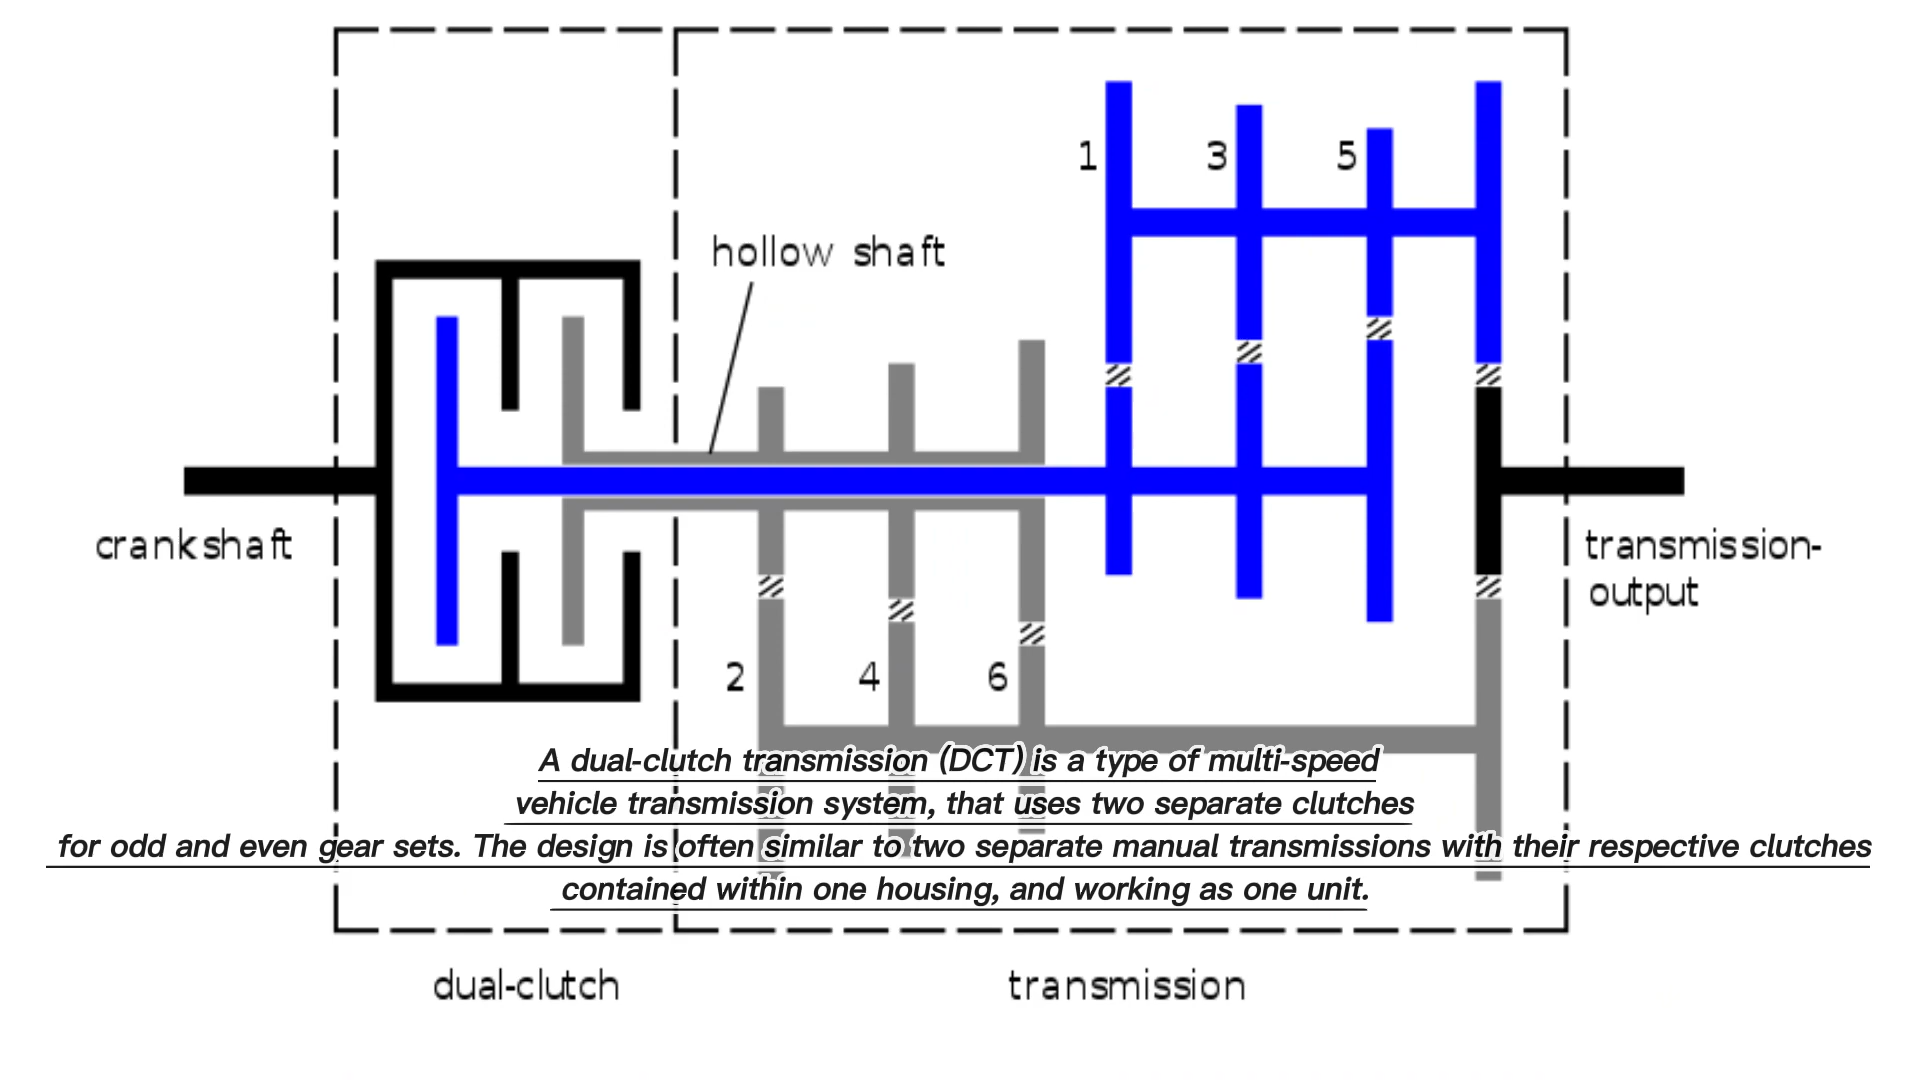 1 3 5
hollow shaft
crankshaft
transmission-
output
2 4 6
A dual-clutch transmission (DCT) is a type of multi-speed
vehicle transmission system, that uses two separate clutches
for odd and even gear sets. The design is often similar to two separate manual transmissions with their respective clutches
contained within one housing, and working as one unit.
dual-clutch
transmission